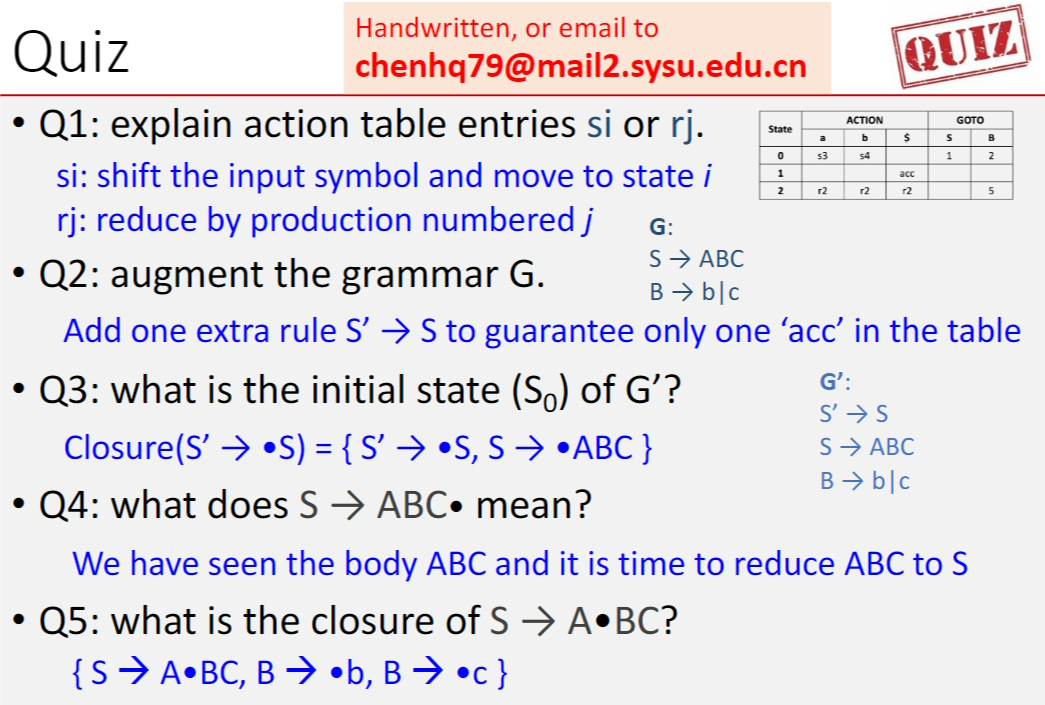 Quiz
Handwritten, or email to
chenhq79@mail2.sysu.edu.cn
QUIZ
• Q1: explain action table entries si or rj.
si: shift the input symbol and move to state i
rj: reduce by production numbered j
State ACTION GOTO
a b $ S B
0 s3 s4 1 2
1 acc
2 r2 r2 r2 5
G:
S → ABC
B → b|c
• Q2: augment the grammar G.
Add one extra rule S’ → S to guarantee only one ‘acc’ in the table
• Q3: what is the initial state (S₀) of G’?
Closure(S’ → •S) = { S’ → •S, S → •ABC }
G’:
S’ → S
S → ABC
B → b|c
• Q4: what does S → ABC• mean?
We have seen the body ABC and it is time to reduce ABC to S
• Q5: what is the closure of S → A•BC?
{ S → A•BC, B → •b, B → •c }